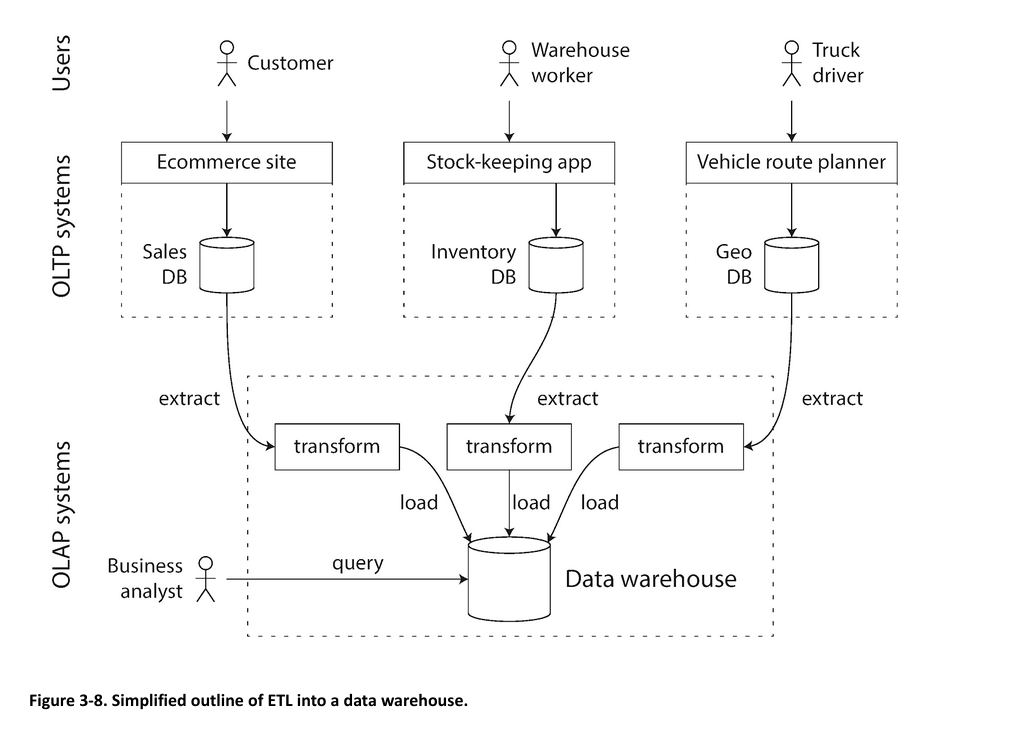 Users
Customer
Warehouse
worker
Truck
driver
OLTP systems
Ecommerce site
Stock-keeping app
Vehicle route planner
Sales
DB
Inventory
DB
Geo
DB
extract
extract
extract
OLAP systems
transform
transform
transform
load
load
load
Business
analyst
query
Data warehouse
Figure 3-8. Simplified outline of ETL into a data warehouse.